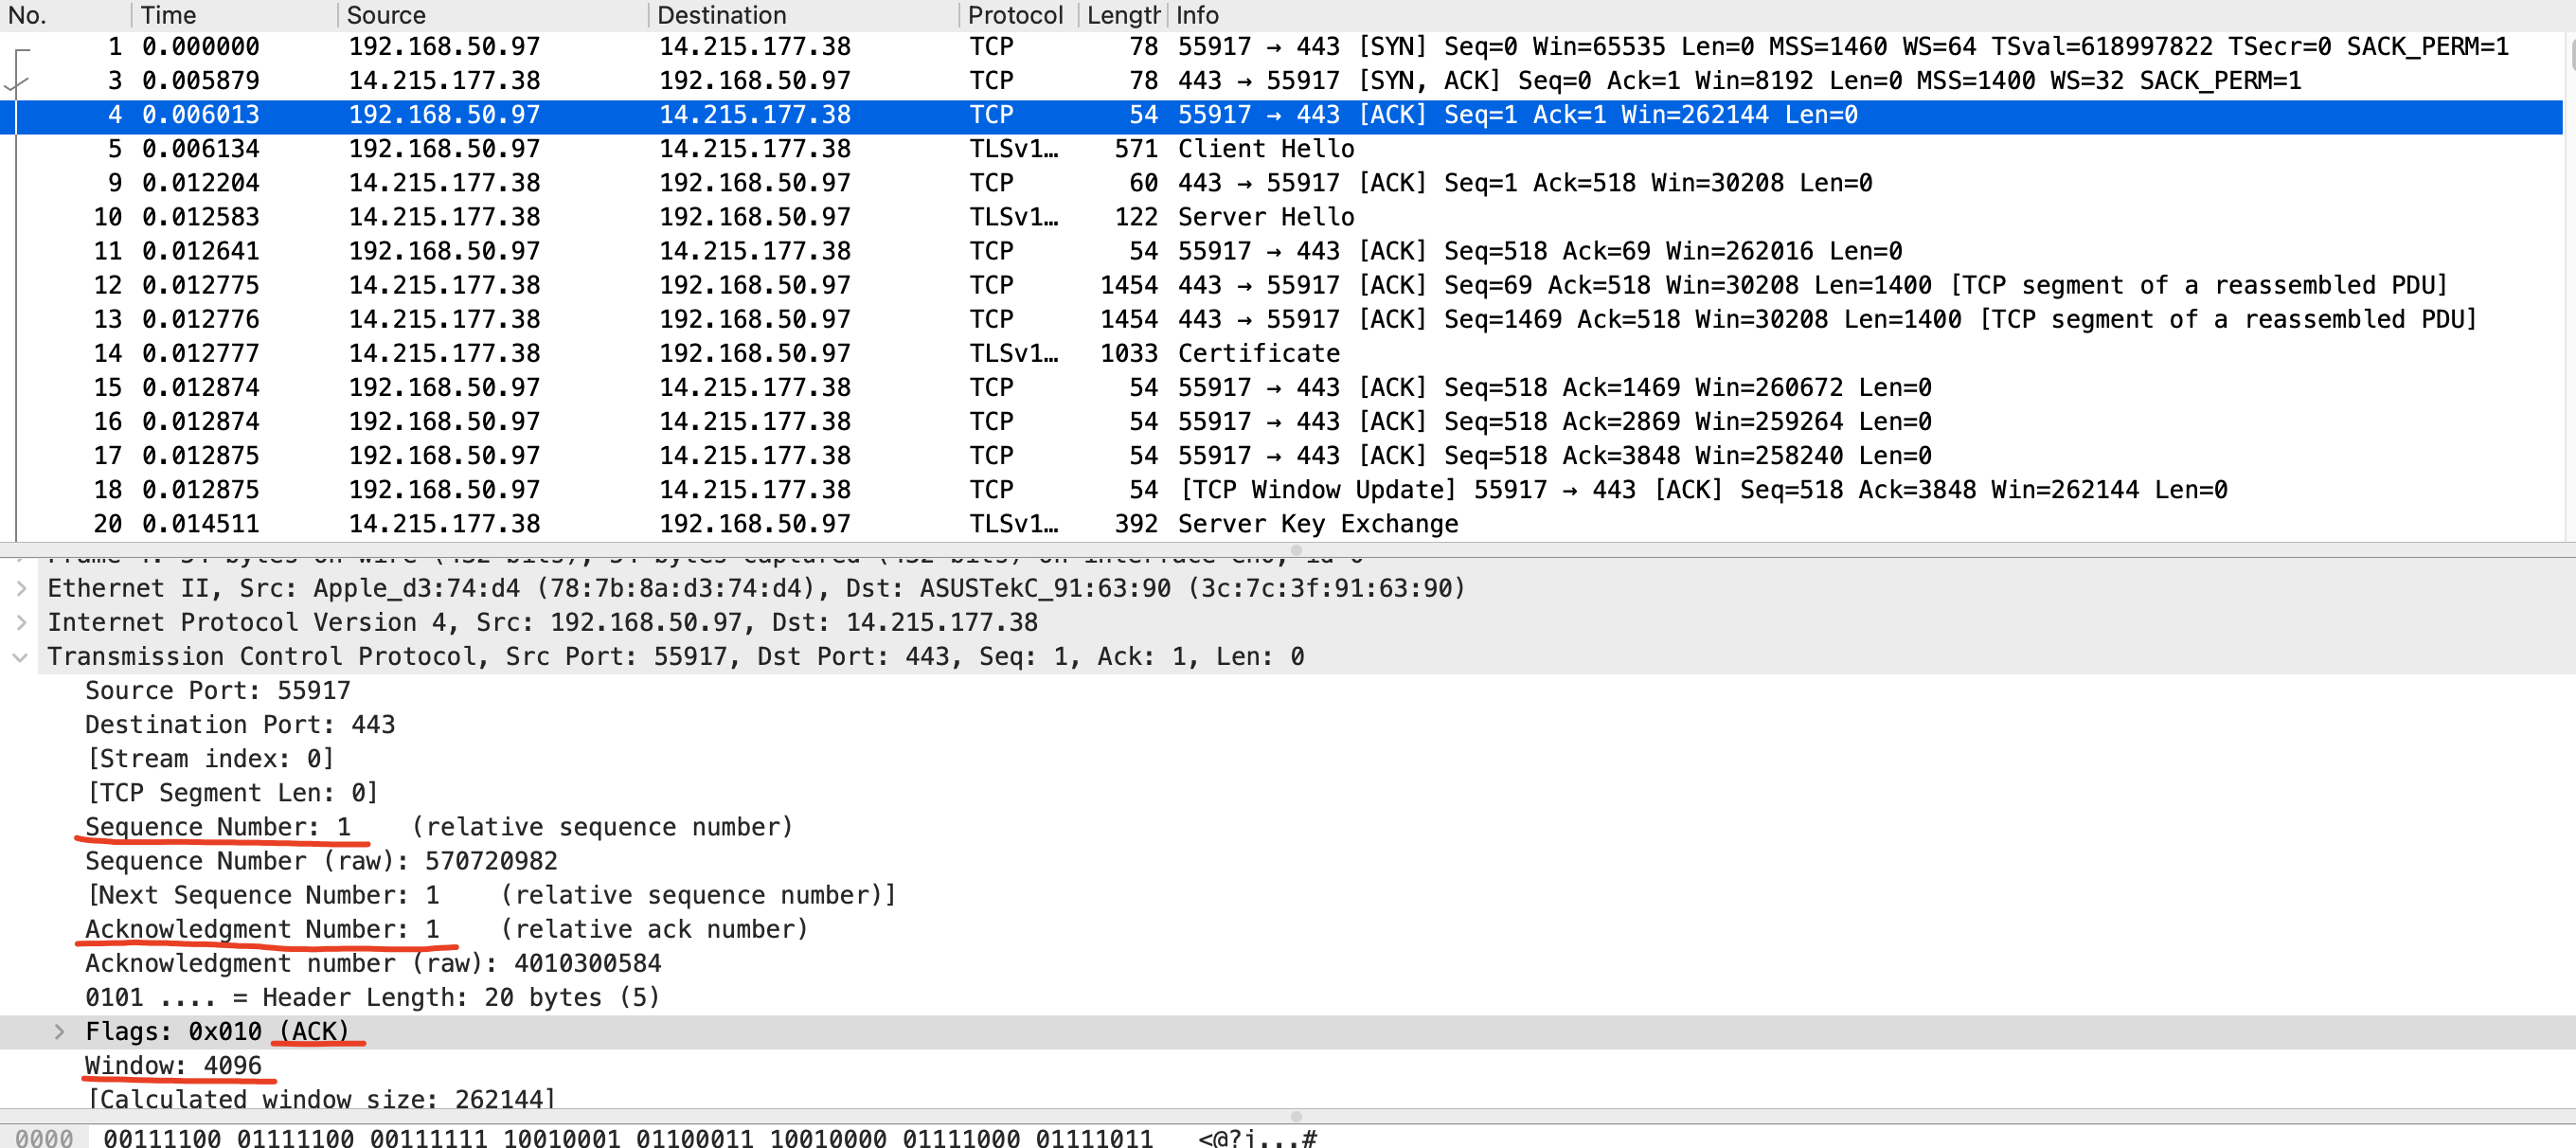 No. Time Source Destination Protocol Length Info
1 0.000000 192.168.50.97 14.215.177.38 TCP 78 55917 → 443 [SYN] Seq=0 Win=65535 Len=0 MSS=1460 WS=64 TSval=618997822 TSecr=0 SACK_PERM=1
3 0.005879 14.215.177.38 192.168.50.97 TCP 78 443 → 55917 [SYN, ACK] Seq=0 Ack=1 Win=8192 Len=0 MSS=1400 WS=32 SACK_PERM=1
4 0.006013 192.168.50.97 14.215.177.38 TCP 54 55917 → 443 [ACK] Seq=1 Ack=1 Win=262144 Len=0
5 0.006134 192.168.50.97 14.215.177.38 TLSv1… 571 Client Hello
9 0.012204 14.215.177.38 192.168.50.97 TCP 60 443 → 55917 [ACK] Seq=1 Ack=518 Win=30208 Len=0
10 0.012583 14.215.177.38 192.168.50.97 TLSv1… 122 Server Hello
11 0.012641 192.168.50.97 14.215.177.38 TCP 54 55917 → 443 [ACK] Seq=518 Ack=69 Win=262016 Len=0
12 0.012775 14.215.177.38 192.168.50.97 TCP 1454 443 → 55917 [ACK] Seq=69 Ack=518 Win=30208 Len=1400 [TCP segment of a reassembled PDU]
13 0.012776 14.215.177.38 192.168.50.97 TCP 1454 443 → 55917 [ACK] Seq=1469 Ack=518 Win=30208 Len=1400 [TCP segment of a reassembled PDU]
14 0.012777 14.215.177.38 192.168.50.97 TLSv1… 1033 Certificate
15 0.012874 192.168.50.97 14.215.177.38 TCP 54 55917 → 443 [ACK] Seq=518 Ack=1469 Win=260672 Len=0
16 0.012874 192.168.50.97 14.215.177.38 TCP 54 55917 → 443 [ACK] Seq=518 Ack=2869 Win=259264 Len=0
17 0.012875 192.168.50.97 14.215.177.38 TCP 54 55917 → 443 [ACK] Seq=518 Ack=3848 Win=258240 Len=0
18 0.012875 192.168.50.97 14.215.177.38 TCP 54 [TCP Window Update] 55917 → 443 [ACK] Seq=518 Ack=3848 Win=262144 Len=0
20 0.014511 14.215.177.38 192.168.50.97 TLSv1… 392 Server Key Exchange
Frame 4: 54 bytes on wire (432 bits), 54 bytes captured (432 bits) on interface en0, id 0
Ethernet II, Src: Apple_d3:74:d4 (78:7b:8a:d3:74:d4), Dst: ASUSTekC_91:63:90 (3c:7c:3f:91:63:90)
Internet Protocol Version 4, Src: 192.168.50.97, Dst: 14.215.177.38
Transmission Control Protocol, Src Port: 55917, Dst Port: 443, Seq: 1, Ack: 1, Len: 0
Source Port: 55917
Destination Port: 443
[Stream index: 0]
[TCP Segment Len: 0]
Sequence Number: 1 (relative sequence number)
Sequence Number (raw): 570720982
[Next Sequence Number: 1 (relative sequence number)]
Acknowledgment Number: 1 (relative ack number)
Acknowledgment number (raw): 4010300584
0101 .... = Header Length: 20 bytes (5)
Flags: 0x010 (ACK)
Window: 4096
[Calculated window size: 262144]
0000 00111100 01111100 00111111 10010001 01100011 10010000 01111000 01111011 <|?·c·x{